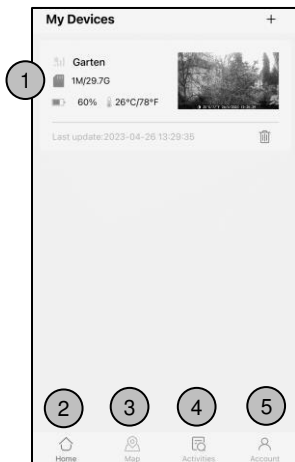 My Devices +
Garten
1 1M/29.7G
60% 26°C/78°F
Last update:2023-04-26 13:29:36
2 3 4 5
Home Map Activities Account